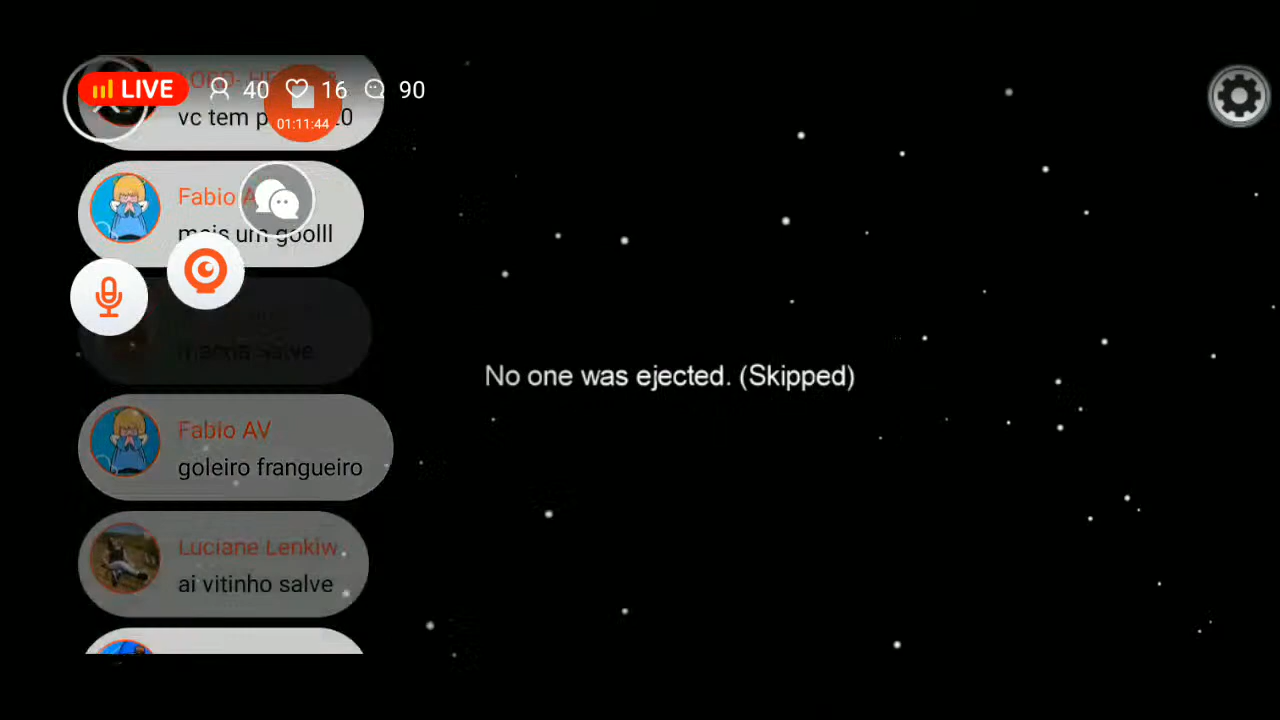 LIVE 40 16 90
vc tem p
01:11:44
Fabio
mais um goolll
salve
Fabio AV
goleiro frangueiro
Luciane Lenkiw
ai vitinho salve
No one was ejected. (Skipped)